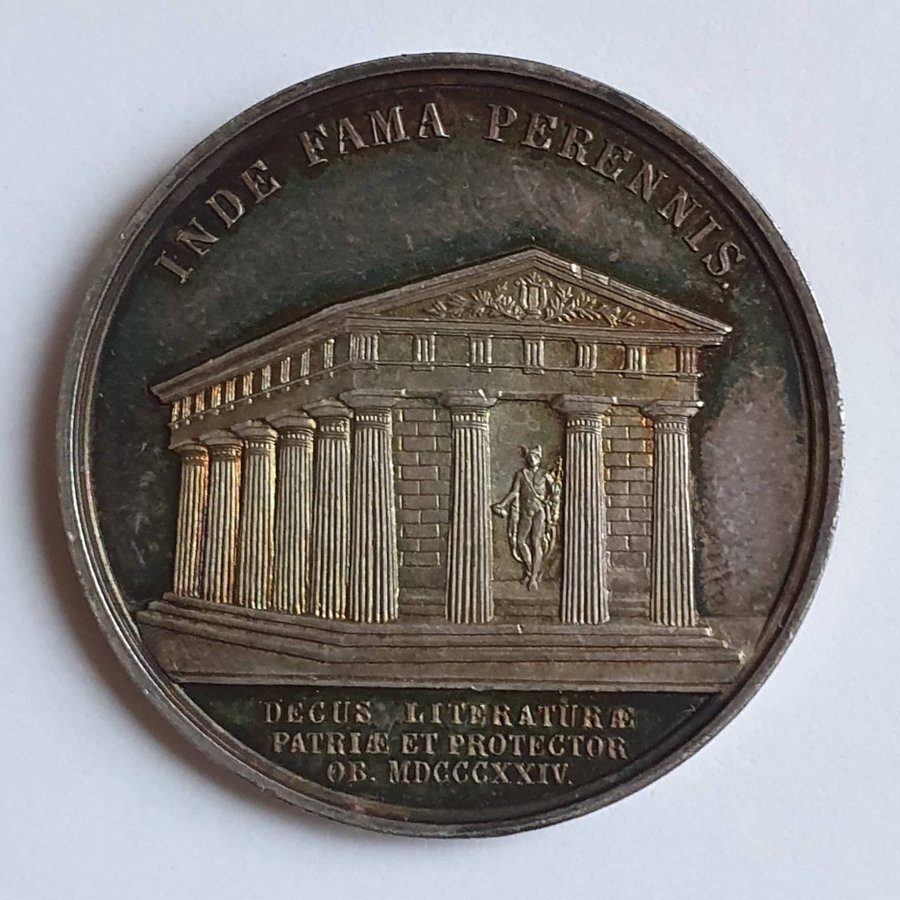 INDE FAMA PERENNIS.
DECUS LITERATURÆ
PATRIÆ ET PROTECTOR
OB. MDCCCXXIV.